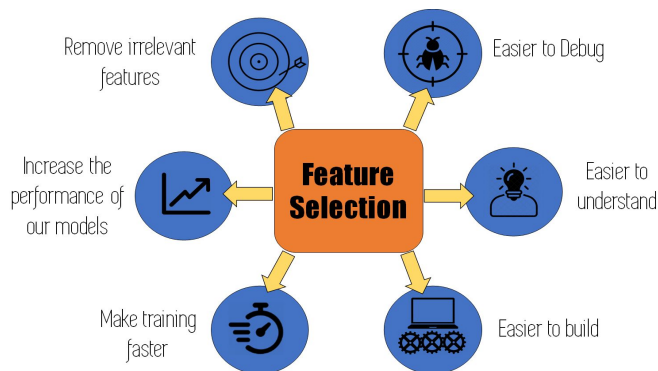 Remove irrelevant
features
Easier to Debug
Increase the
performance of
our models
Feature
Selection
Easier to
understand
Make training
faster
Easier to build